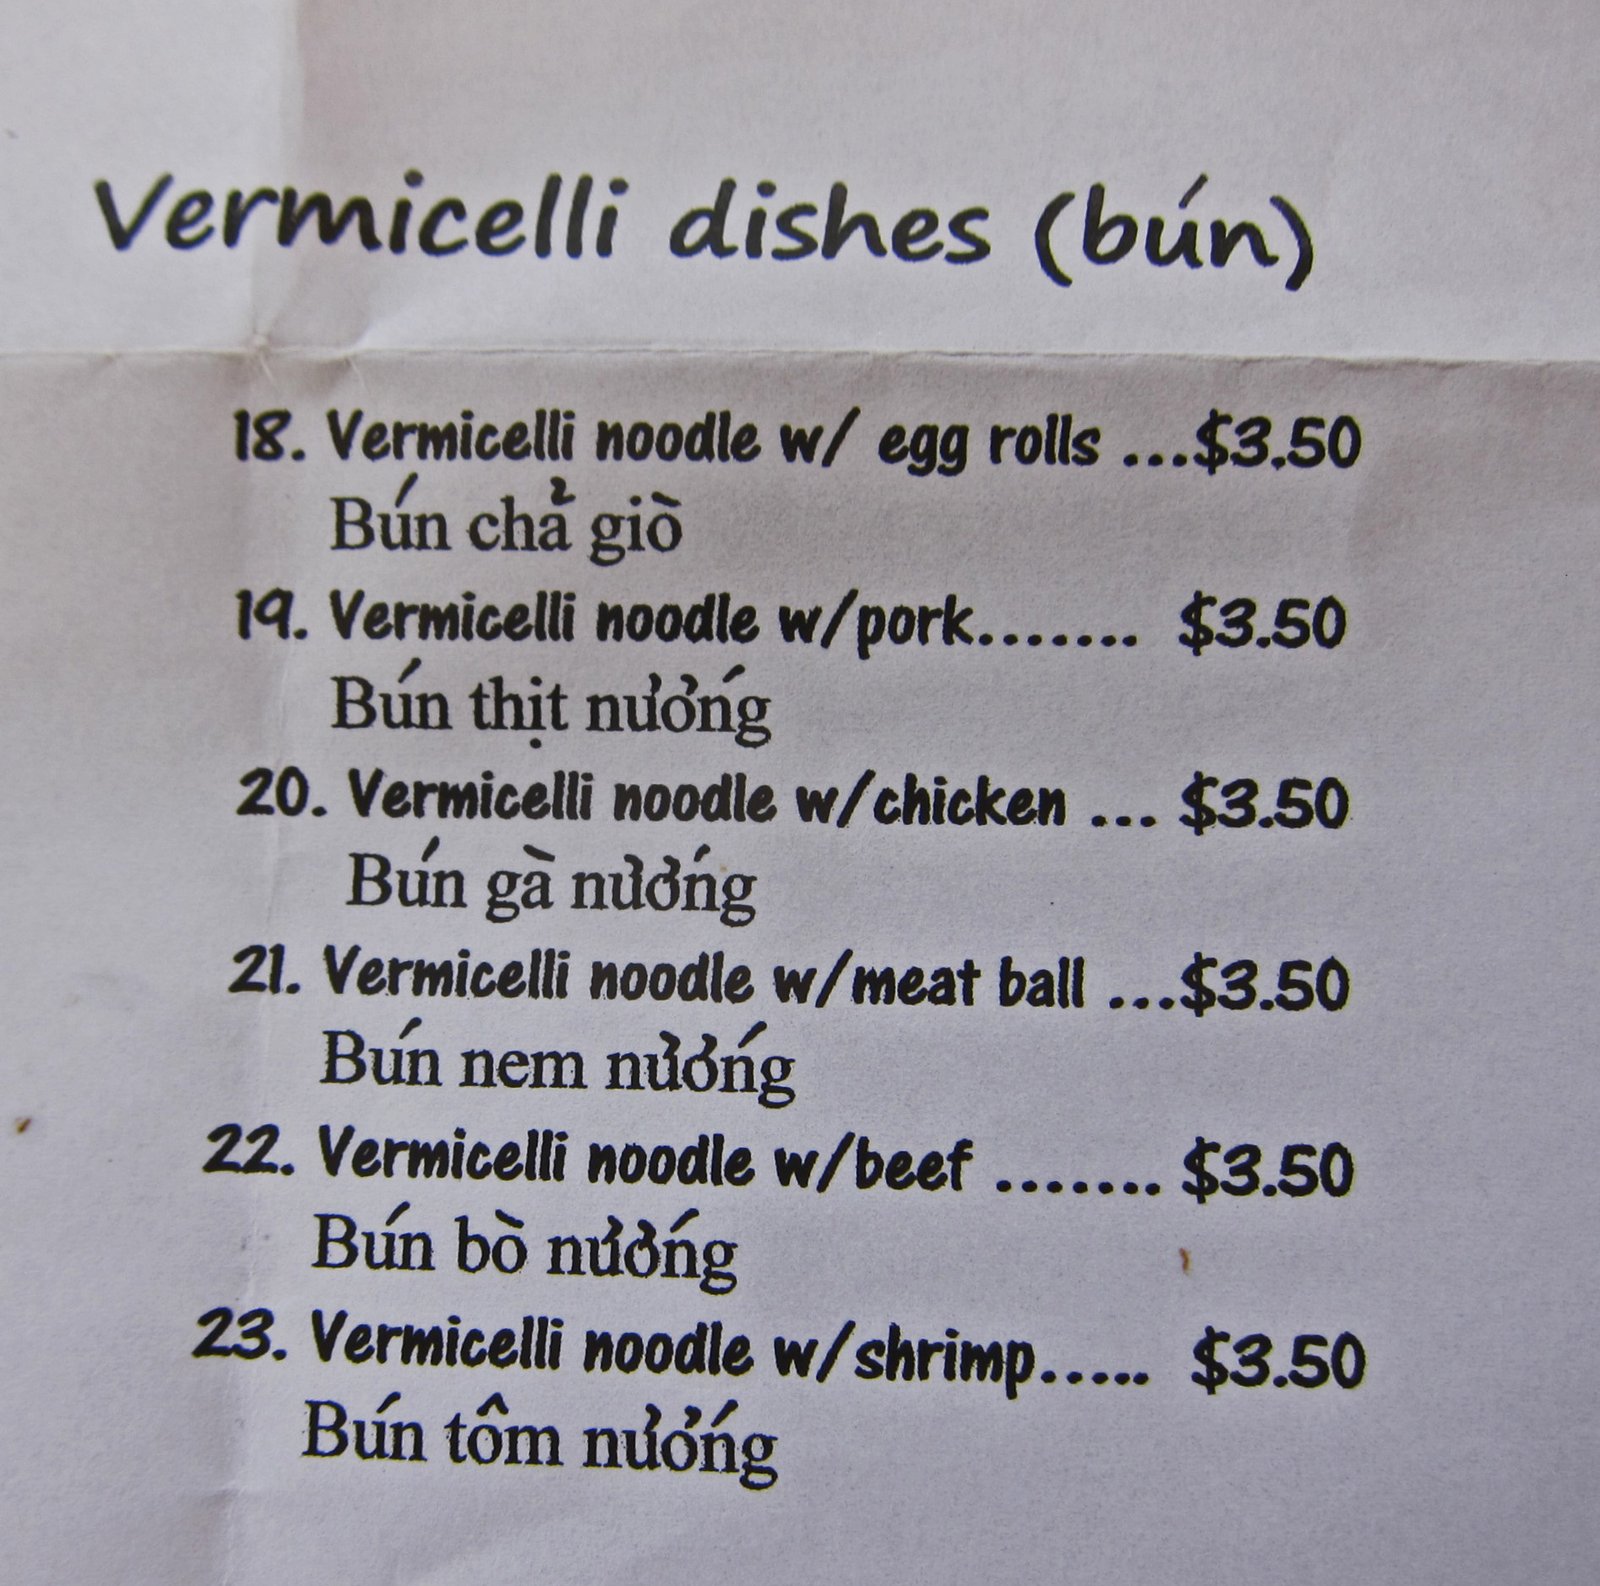 Vermicelli dishes (bún)
18. Vermicelli noodle w/ egg rolls ...$3.50
Bún chả giò
19. Vermicelli noodle w/pork....... $3.50
Bún thịt nướng
20. Vermicelli noodle w/chicken ... $3.50
Bún gà nướng
21. Vermicelli noodle w/meat ball ...$3.50
Bún nem nướng
22. Vermicelli noodle w/beef ....... $3.50
Bún bò nướng
23. Vermicelli noodle w/shrimp..... $3.50
Bún tôm nướng